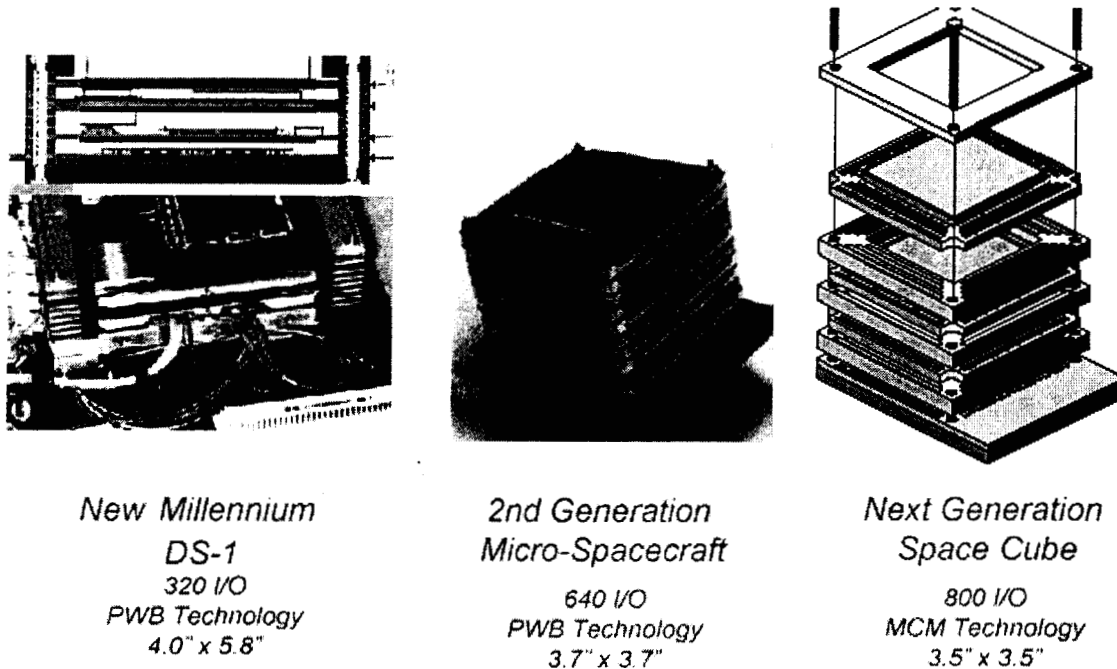 New Millennium
DS-1
320 I/O
PWB Technology
4.0" x 5.8"
2nd Generation
Micro-Spacecraft
640 I/O
PWB Technology
3.7" x 3.7"
Next Generation
Space Cube
800 I/O
MCM Technology
3.5" x 3.5"